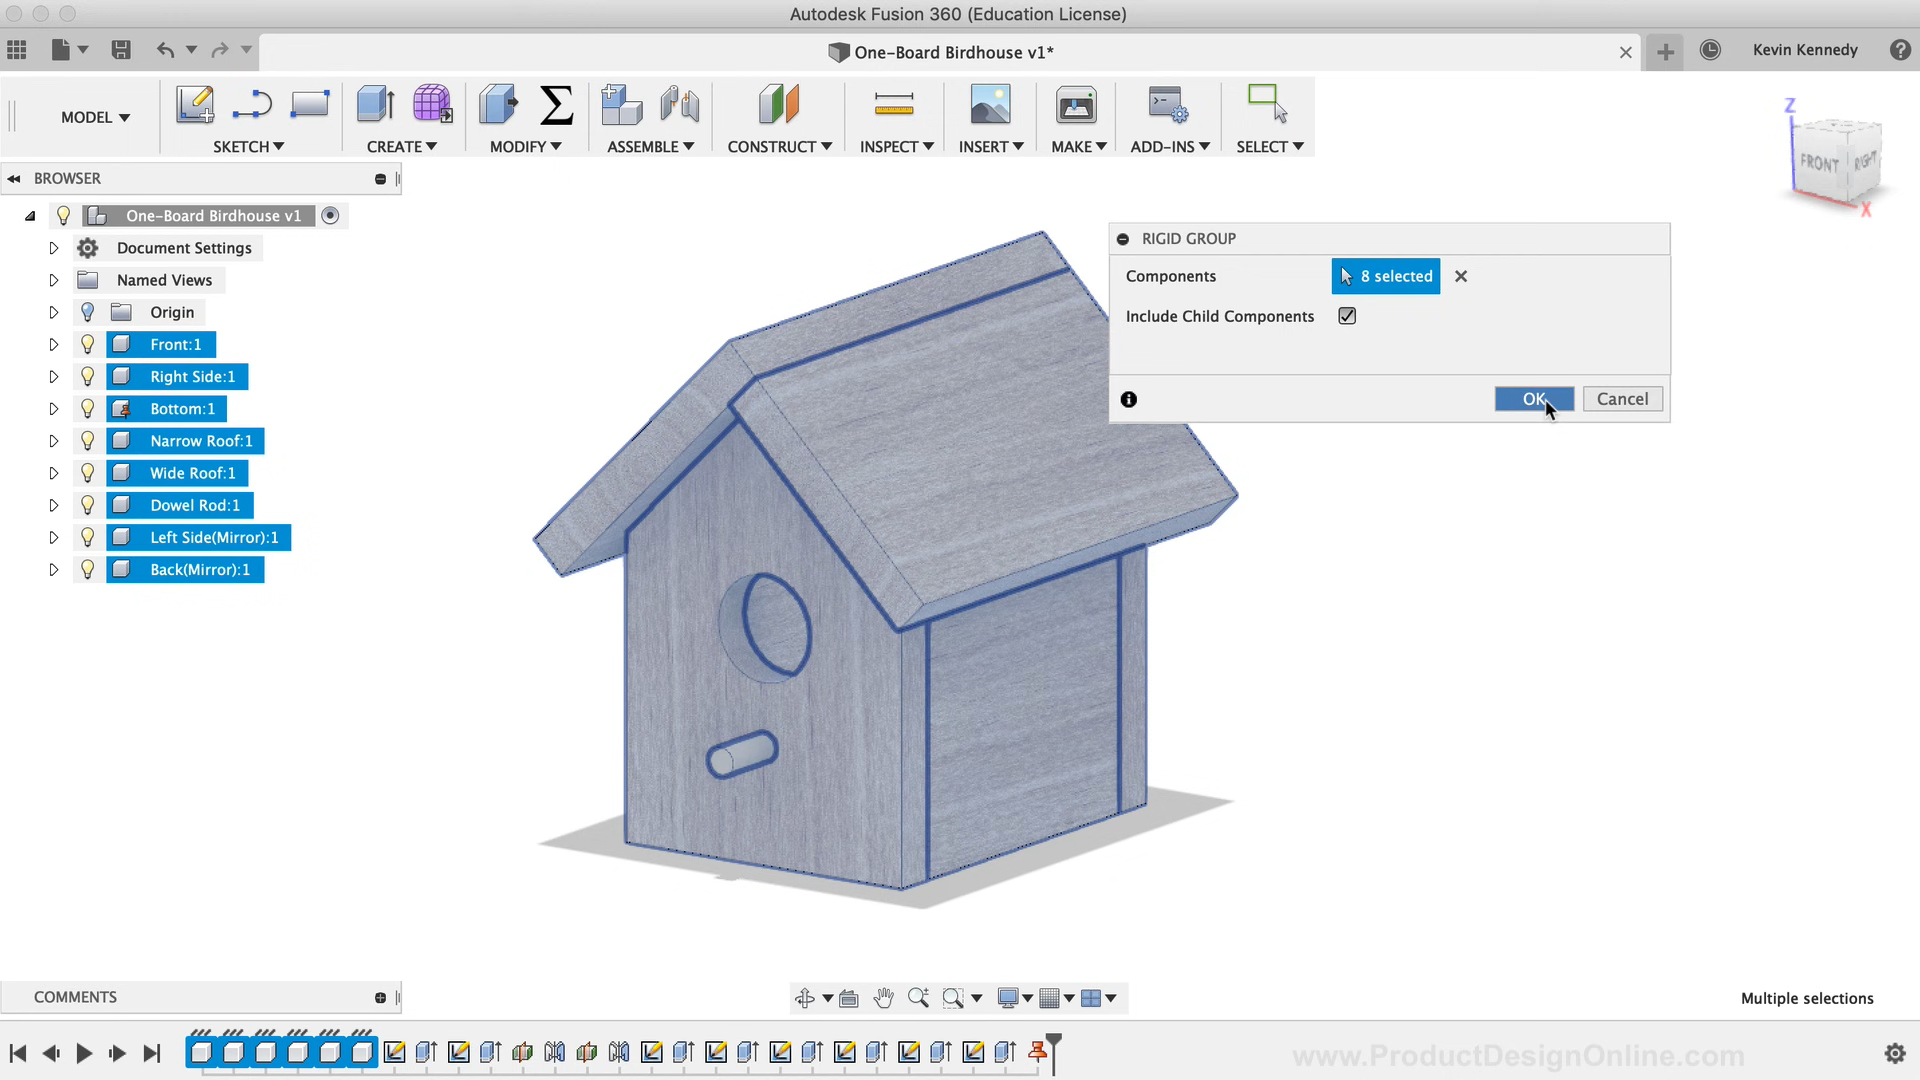 Autodesk Fusion 360 (Education License)
One-Board Birdhouse v1*
Kevin Kennedy
MODEL
SKETCH
CREATE
MODIFY
ASSEMBLE
CONSTRUCT
INSPECT
INSERT
MAKE
ADD-INS
SELECT
BROWSER
One-Board Birdhouse v1
Document Settings
Named Views
Origin
Front:1
Right Side:1
Bottom:1
Narrow Roof:1
Wide Roof:1
Dowel Rod:1
Left Side(Mirror):1
Back(Mirror):1
Z
FRONT
RIGHT
X
RIGID GROUP
Components
8 selected
Include Child Components
OK
Cancel
COMMENTS
Multiple selections
www.ProductDesignOnline.com